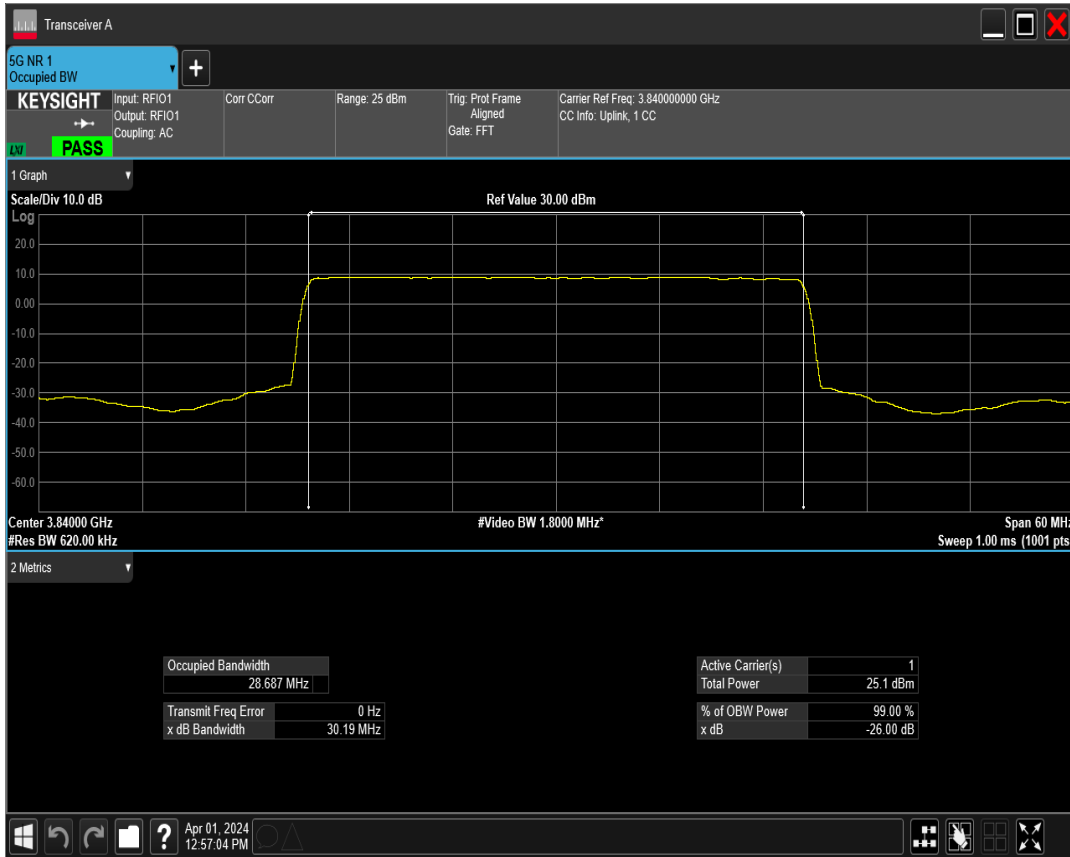 Transceiver A
5G NR 1
Occupied BW
+
KEYSIGHT
LXI
PASS
Input: RFIO1
Output: RFIO1
Coupling: AC
Corr CCorr
Range: 25 dBm
Trig: Prot Frame
Aligned
Gate: FFT
Carrier Ref Freq: 3.840000000 GHz
CC Info: Uplink, 1 CC
1 Graph
Scale/Div 10.0 dB
Ref Value 30.00 dBm
Log
20.0
10.0
0.00
-10.0
-20.0
-30.0
-40.0
-50.0
-60.0
Center 3.84000 GHz
#Video BW 1.8000 MHz*
Span 60 MHz
#Res BW 620.00 kHz
Sweep 1.00 ms (1001 pts
2 Metrics
Occupied Bandwidth
28.687 MHz
Transmit Freq Error 0 Hz
x dB Bandwidth 30.19 MHz
Active Carrier(s) 1
Total Power 25.1 dBm
% of OBW Power 99.00 %
x dB -26.00 dB
?
Apr 01, 2024
12:57:04 PM